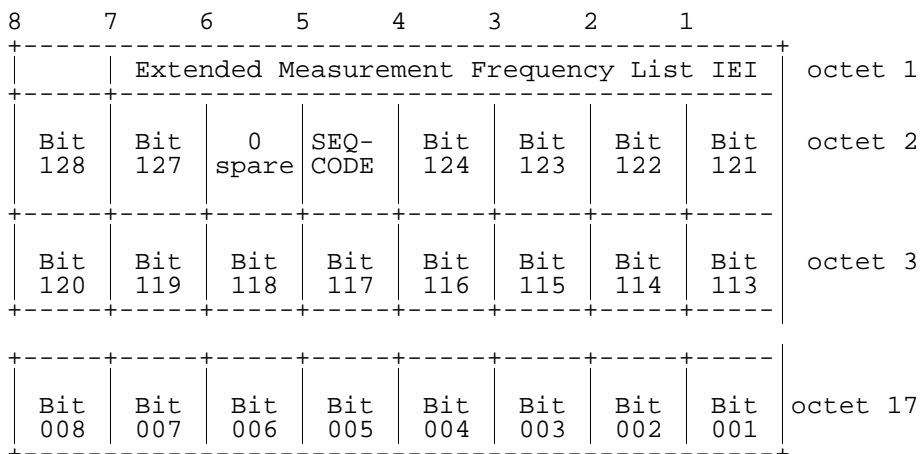 8 7 6 5 4 3 2 1
Extended Measurement Frequency List IEI octet 1
Bit Bit 0 SEQ- Bit Bit Bit Bit octet 2
128 127 spare CODE 124 123 122 121
Bit Bit Bit Bit Bit Bit Bit Bit octet 3
120 119 118 117 116 115 114 113
Bit Bit Bit Bit Bit Bit Bit Bit octet 17
008 007 006 005 004 003 002 001